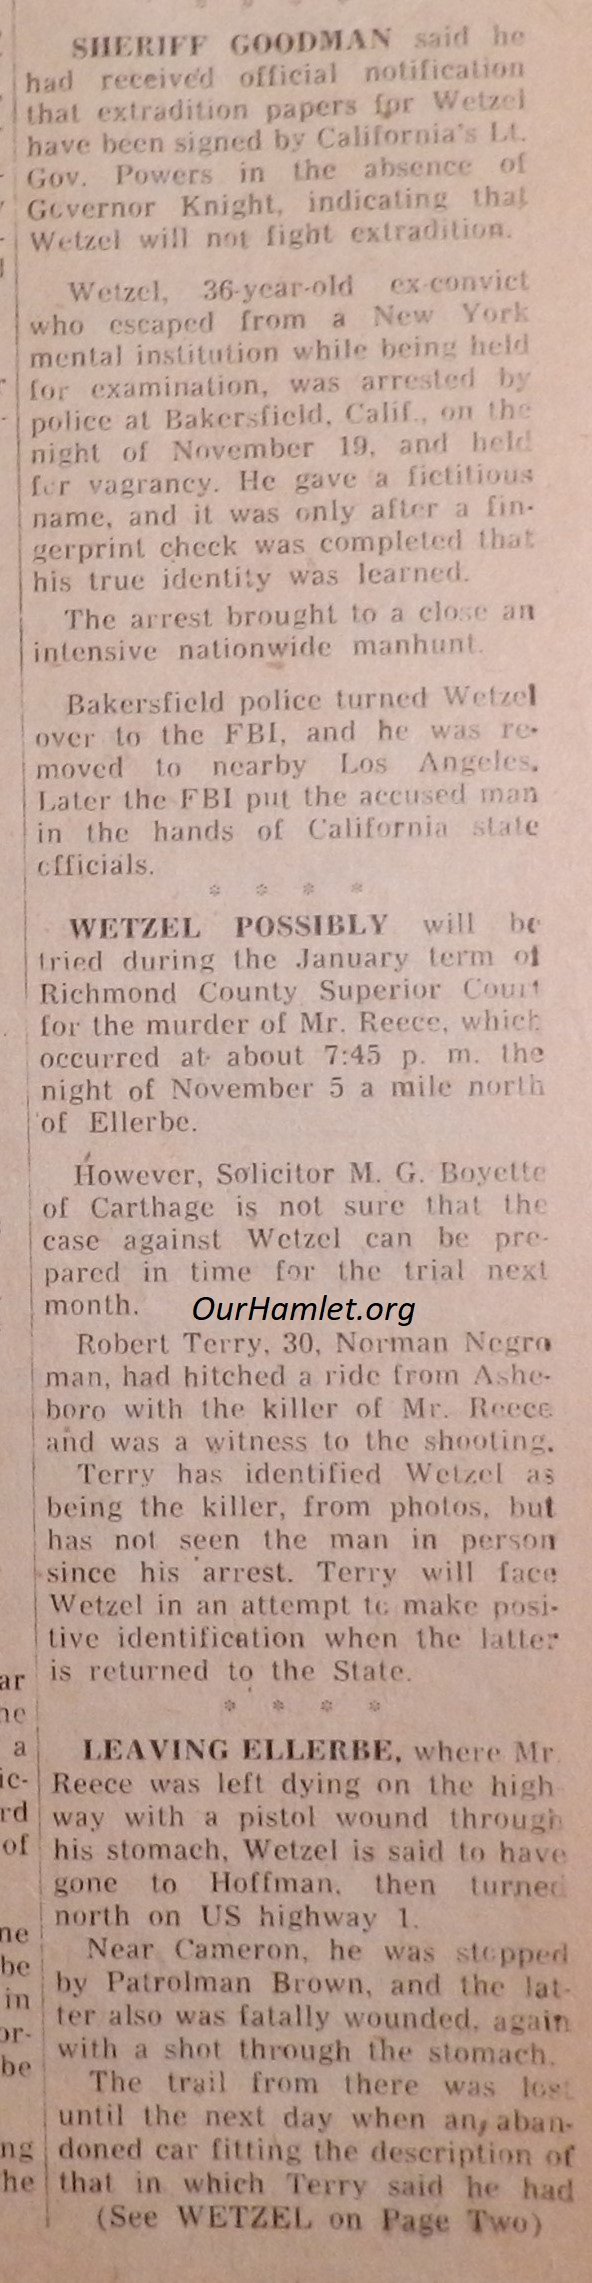 SHERIFF GOODMAN said he
had received official notification
that extradition papers for Wetzel
have been signed by California's Lt.
Gov. Powers in the absence of
Governor Knight, indicating that
Wetzel will not fight extradition.
Wetzel, 36-year-old ex-convict
who escaped from a New York
mental institution while being held
for examination, was arrested by
police at Bakersfield, Calif., on the
night of November 19, and held
for vagrancy. He gave a fictitious
name, and it was only after a fin-
gerprint check was completed that
his true identity was learned.
The arrest brought to a close an
intensive nationwide manhunt.
Bakersfield police turned Wetzel
over to the FBI, and he was re-
moved to nearby Los Angeles.
Later the FBI put the accused man
in the hands of California state
officials.
* * * *
WETZEL POSSIBLY will be
tried during the January term of
Richmond County Superior Court
for the murder of Mr. Reece, which
occurred at about 7:45 p. m. the
night of November 5 a mile north
of Ellerbe.
However, Solicitor M. G. Boyette
of Carthage is not sure that the
case against Wetzel can be pre-
pared in time for the trial next
month.
OurHamlet.org
Robert Terry, 30, Norman Negro
man, had hitched a ride from Ashe-
boro with the killer of Mr. Reece
and was a witness to the shooting.
Terry has identified Wetzel as
being the killer, from photos, but
has not seen the man in person
since his arrest. Terry will face
Wetzel in an attempt to make posi-
tive identification when the latter
is returned to the State.
* * * *
LEAVING ELLERBE, where Mr.
Reece was left dying on the high
way with a pistol wound through
his stomach, Wetzel is said to have
gone to Hoffman, then turned
north on US highway 1.
Near Cameron, he was stopped
by Patrolman Brown, and the lat-
ter also was fatally wounded, again
with a shot through the stomach.
The trail from there was lost
until the next day when an aban-
doned car fitting the description of
that in which Terry said he had
(See WETZEL on Page Two)